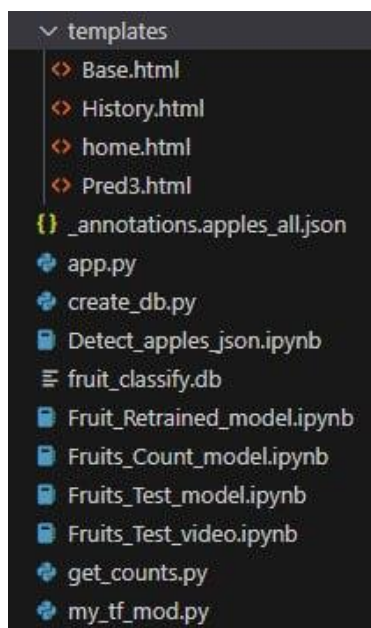 templates
Base.html
History.html
home.html
Pred3.html
_annotations.apples_all.json
app.py
create_db.py
Detect_apples_json.ipynb
fruit_classify.db
Fruit_Retrained_model.ipynb
Fruits_Count_model.ipynb
Fruits_Test_model.ipynb
Fruits_Test_video.ipynb
get_counts.py
my_tf_mod.py